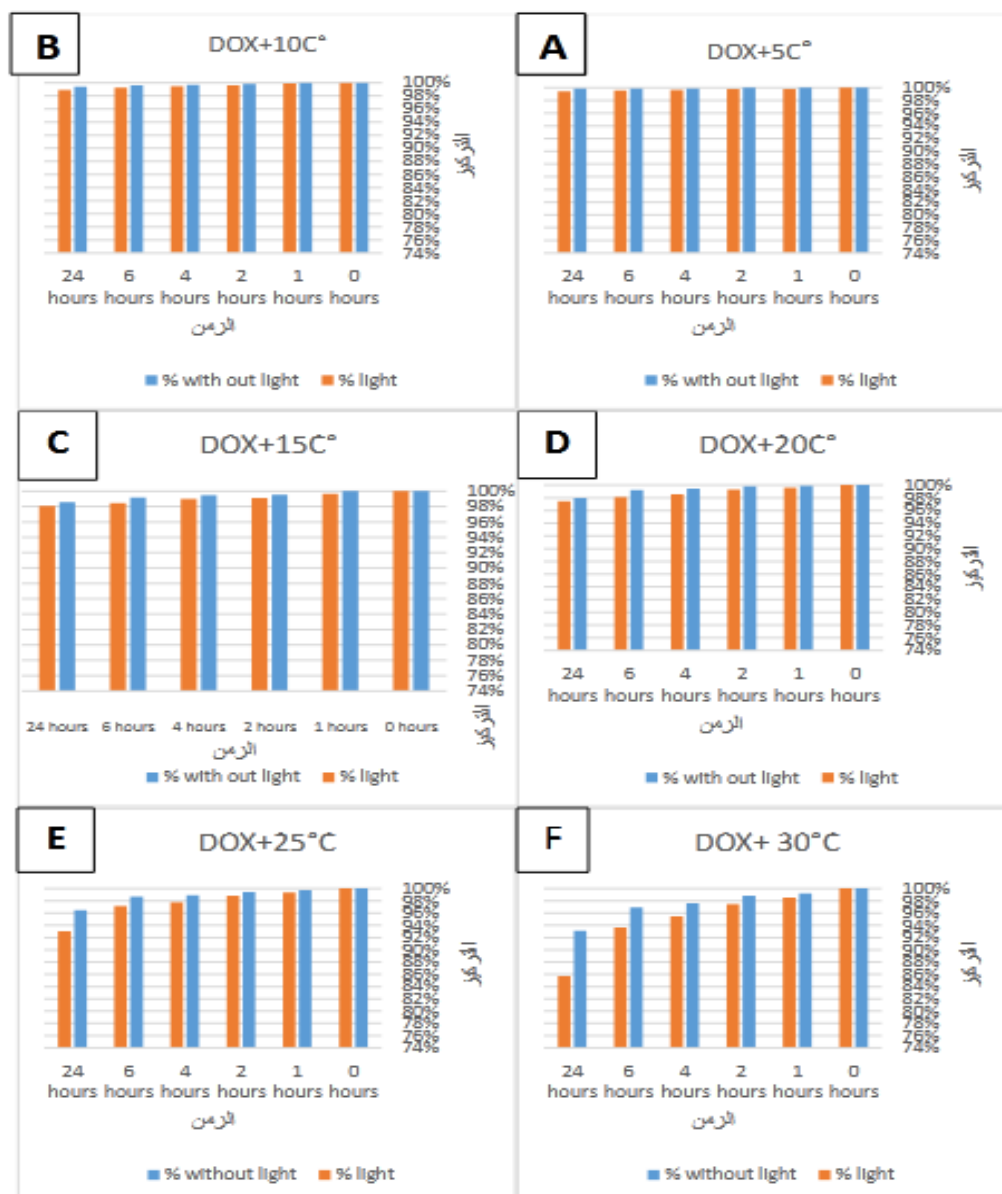 B
DOX+10C°
100%
98%
96%
94%
92%
90%
88%
86%
84%
82%
80%
78%
76%
74%
التركيز
24 hours 6 hours 4 hours 2 hours 1 hours 0 hours
الزمن
% with out light % light
A
DOX+5C°
100%
98%
96%
94%
92%
90%
88%
86%
84%
82%
80%
78%
76%
74%
التركيز
24 hours 6 hours 4 hours 2 hours 1 hours 0 hours
الزمن
% with out light % light
C
DOX+15C°
100%
98%
96%
94%
92%
90%
88%
86%
84%
82%
80%
78%
76%
74%
التركيز
24 hours 6 hours 4 hours 2 hours 1 hours 0 hours
الزمن
% with out light % light
D
DOX+20C°
100%
98%
96%
94%
92%
90%
88%
86%
84%
82%
80%
78%
76%
74%
التركيز
24 hours 6 hours 4 hours 2 hours 1 hours 0 hours
الزمن
% with out light % light
E
DOX+25°C
100%
98%
96%
94%
92%
90%
88%
86%
84%
82%
80%
78%
76%
74%
التركيز
24 hours 6 hours 4 hours 2 hours 1 hours 0 hours
الزمن
% without light % light
F
DOX+ 30°C
100%
98%
96%
94%
92%
90%
88%
86%
84%
82%
80%
78%
76%
74%
التركيز
24 hours 6 hours 4 hours 2 hours 1 hours 0 hours
الزمن
% without light % light